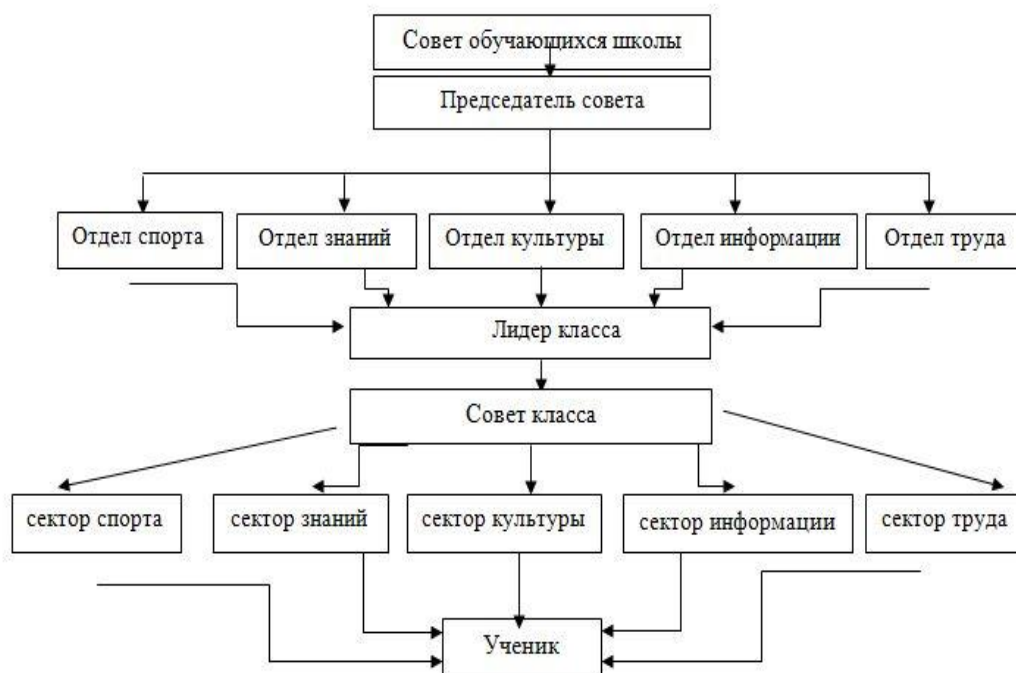 Совет обучающихся школы
Председатель совета
Отдел спорта
Отдел знаний
Отдел культуры
Отдел информации
Отдел труда
Лидер класса
Совет класса
сектор спорта
сектор знаний
сектор культуры
сектор информации
сектор труда
Ученик